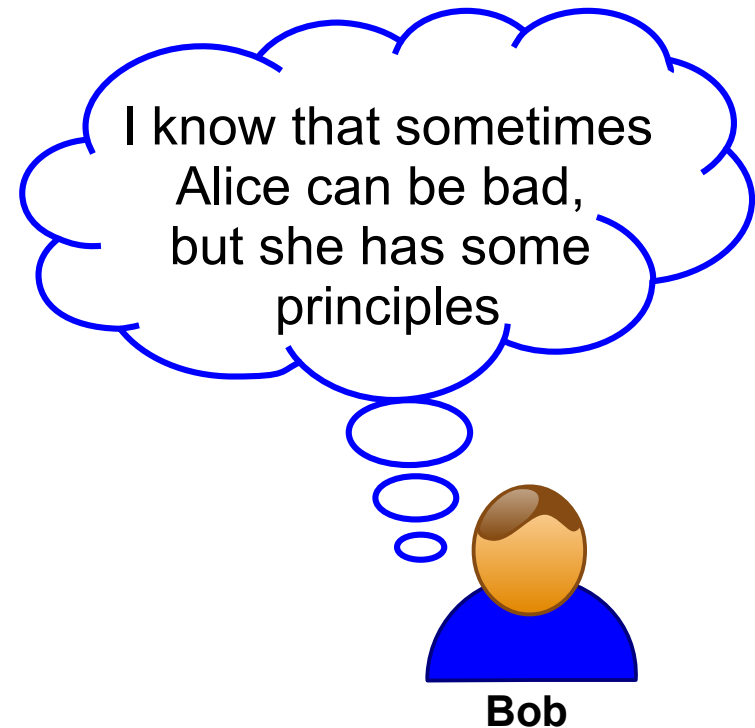 I know that sometimes
Alice can be bad,
but she has some
principles
Bob